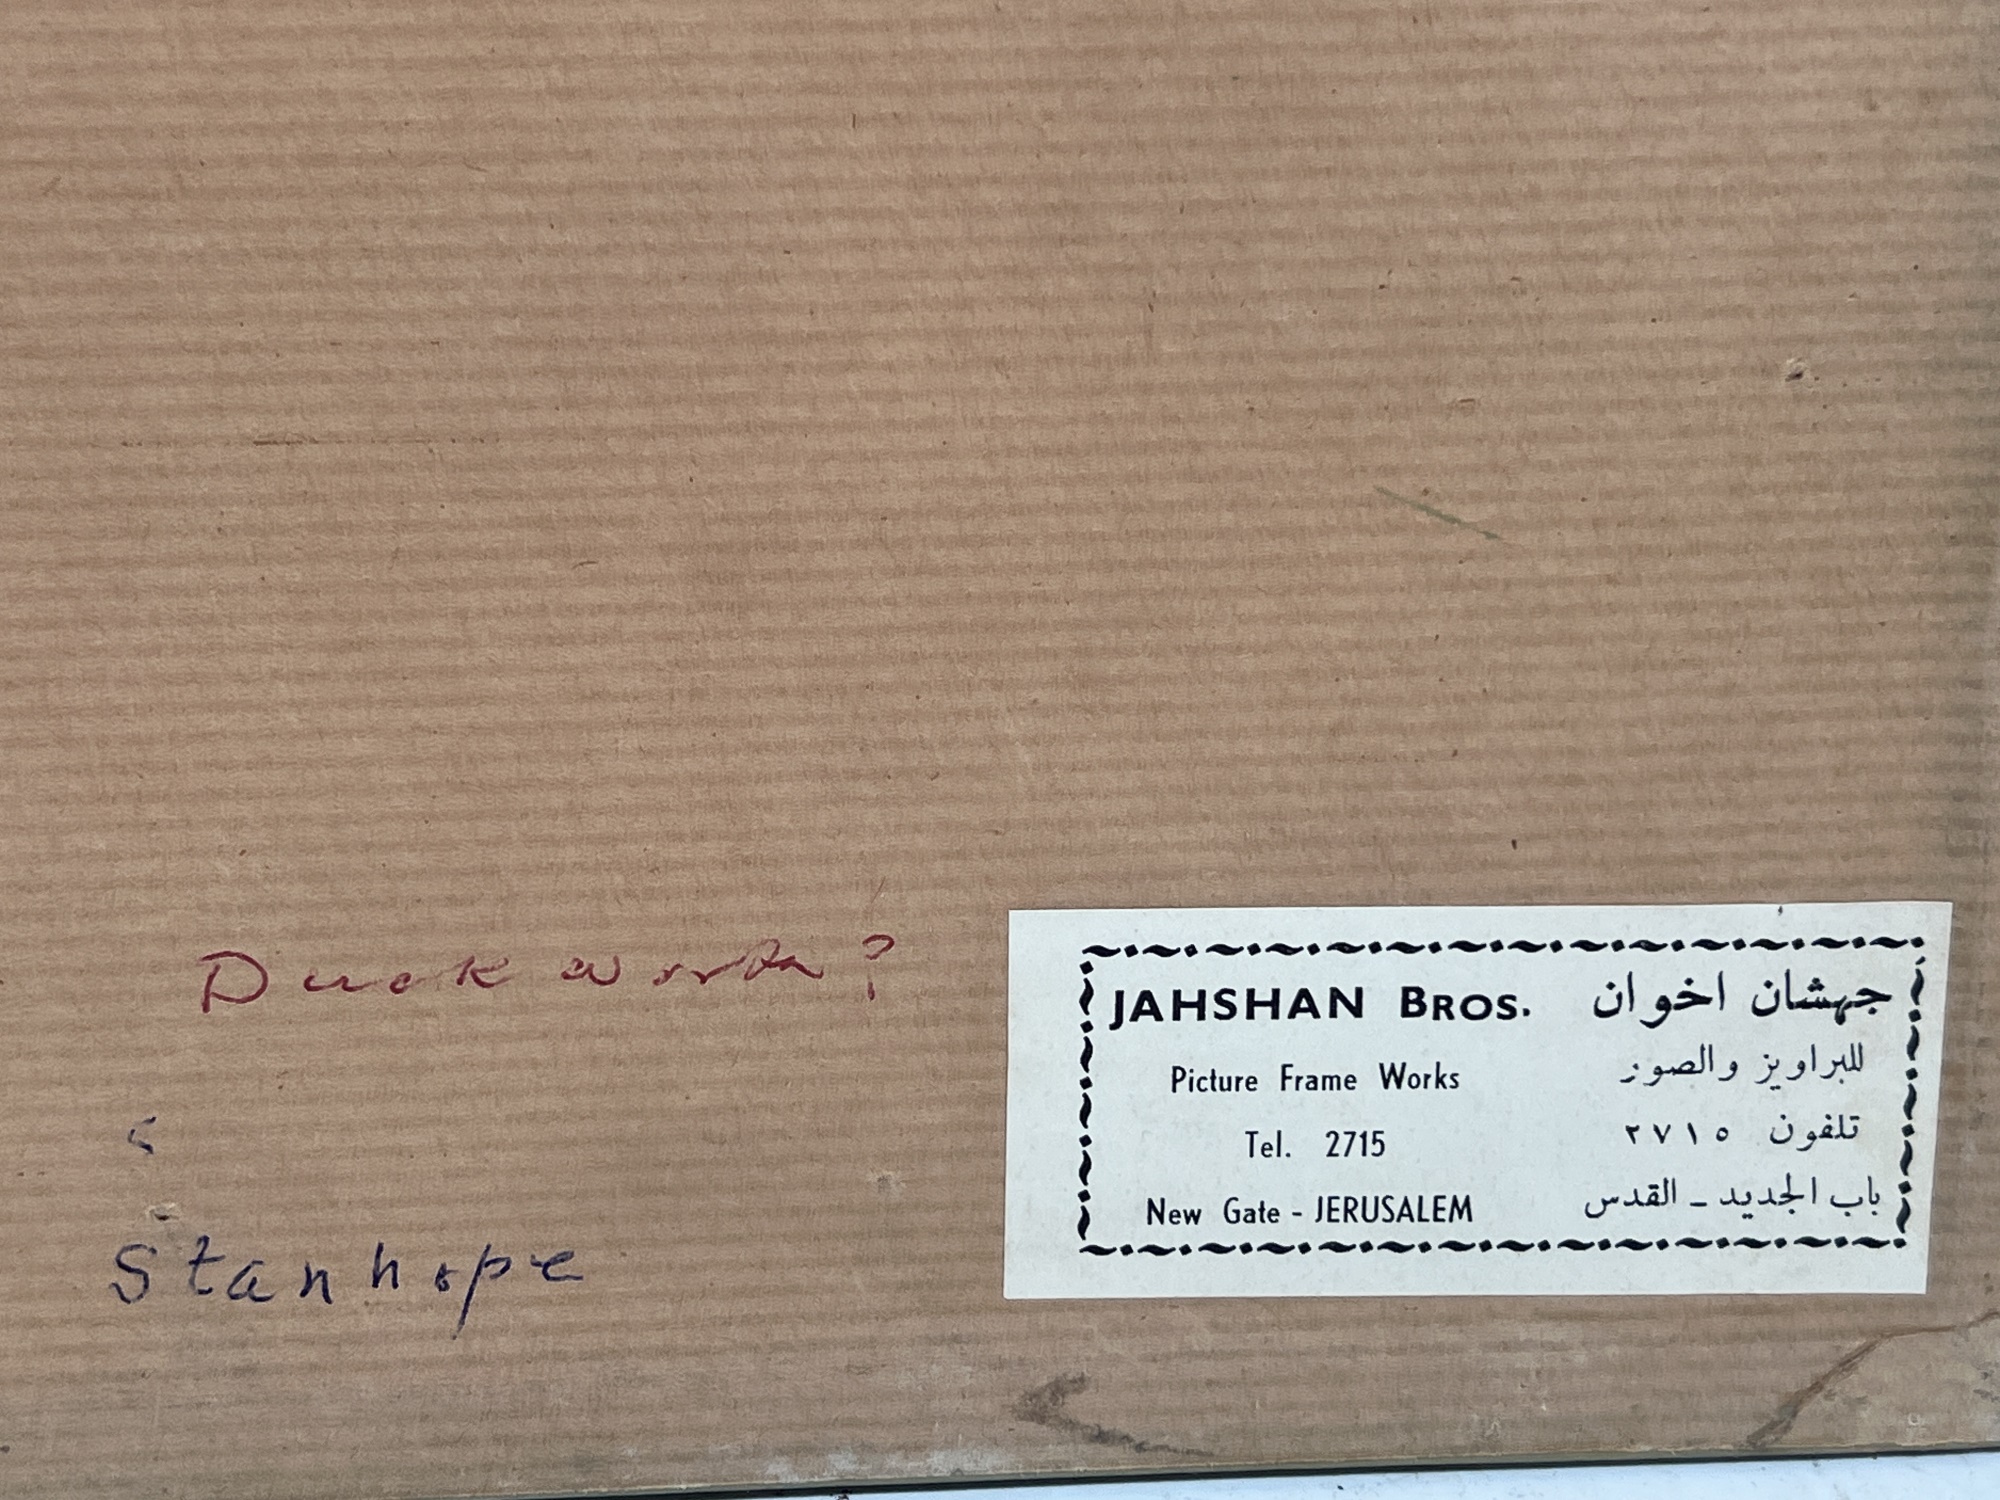 Duckworth?
Stanhope
JAHSHAN BROS.
Picture Frame Works
Tel. 2715
New Gate - JERUSALEM
جهشان اخوان
للبراويز والصور
تلفون ٢٧١٥
باب الجديد - القدس